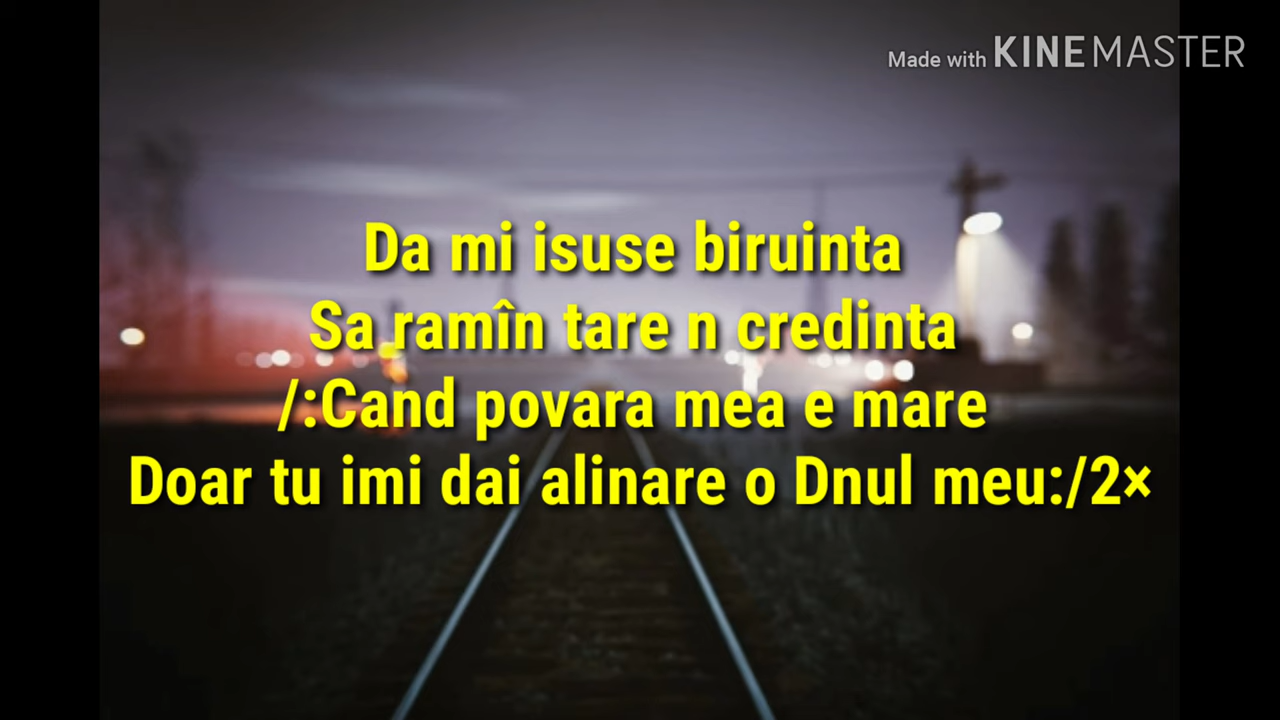 Made with KINEMASTER
Da mi isuse biruinta
Sa ramîn tare n credinta
/:Cand povara mea e mare
Doar tu imi dai alinare o Dnul meu:/2×